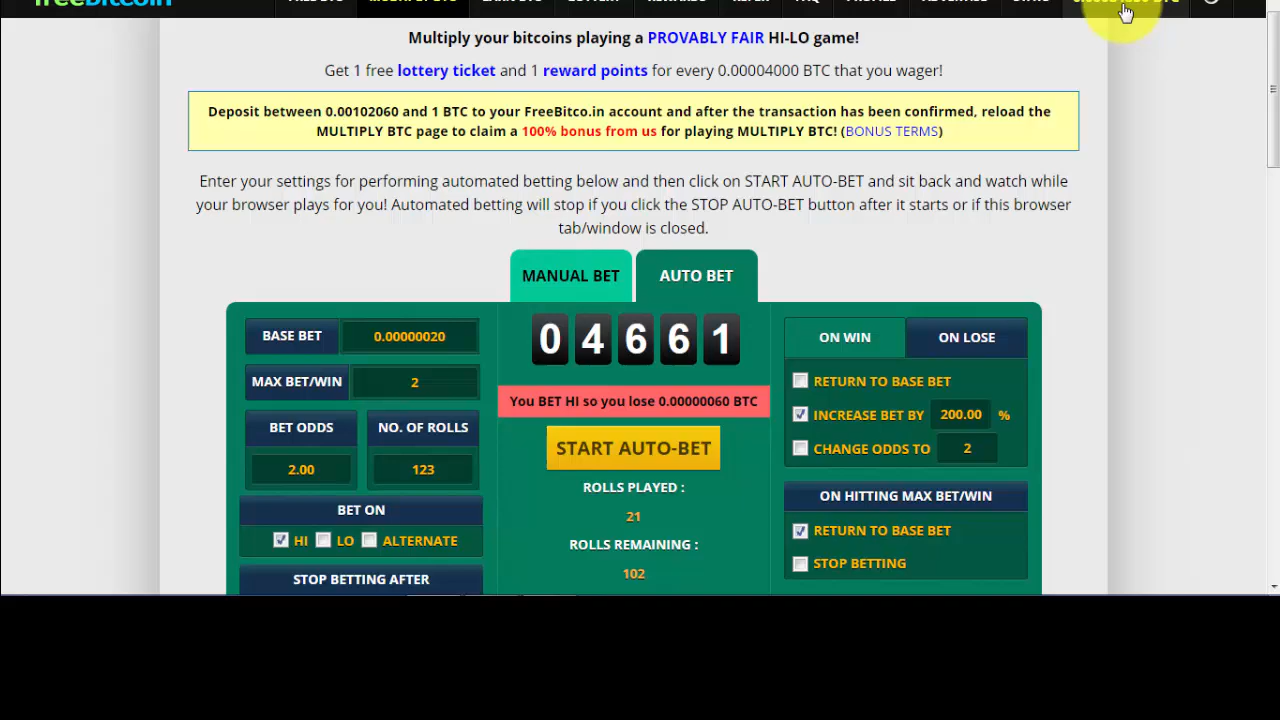 freeBitcoin
Multiply your bitcoins playing a PROVABLY FAIR HI-LO game!
Get 1 free lottery ticket and 1 reward points for every 0.00004000 BTC that you wager!
Deposit between 0.00102060 and 1 BTC to your FreeBitco.in account and after the transaction has been confirmed, reload the
MULTIPLY BTC page to claim a 100% bonus from us for playing MULTIPLY BTC! (BONUS TERMS)
Enter your settings for performing automated betting below and then click on START AUTO-BET and sit back and watch while
your browser plays for you! Automated betting will stop if you click the STOP AUTO-BET button after it starts or if this browser
tab/window is closed.
MANUAL BET AUTO BET
BASE BET 0.00000020
MAX BET/WIN 2
BET ODDS NO. OF ROLLS
2.00 123
BET ON
HI LO ALTERNATE
STOP BETTING AFTER
0 4 6 6 1
You BET HI so you lose 0.00000060 BTC
START AUTO-BET
ROLLS PLAYED :
21
ROLLS REMAINING :
102
ON WIN ON LOSE
RETURN TO BASE BET
INCREASE BET BY 200.00 %
CHANGE ODDS TO 2
ON HITTING MAX BET/WIN
RETURN TO BASE BET
STOP BETTING